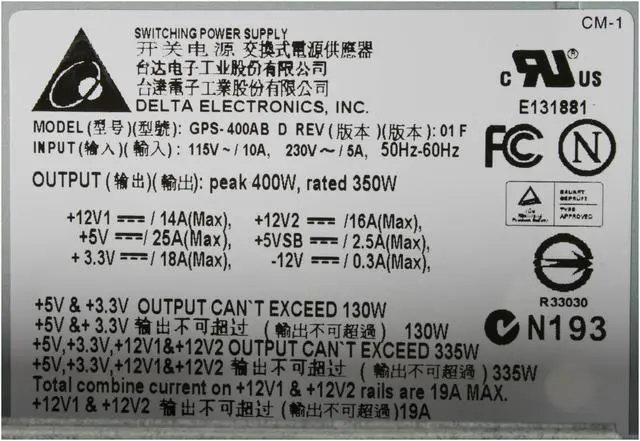 CM-1
SWITCHING POWER SUPPLY
开关电源 交換式電源供應器
台达电子工业股份有限公司
台達電子工業股份有限公司
DELTA ELECTRONICS, INC.
MODEL (型号)(型號): GPS-400AB D REV (版本)(版本): 01F
INPUT (输入)(輸入): 115V~/10A, 230V~/5A, 50Hz-60Hz
OUTPUT (输出)(輸出): peak 400W, rated 350W
+12V1 ⎓/14A(Max), +12V2 ⎓/16A(Max),
+5V ⎓/25A(Max), +5VSB ⎓/2.5A(Max),
+3.3V ⎓/18A(Max), -12V ⎓/0.3A(Max);
+5V & +3.3V OUTPUT CAN`T EXCEED 130W
+5V & +3.3V 输出不可超过 (輸出不可超過) 130W
+5V,+3.3V,+12V1&+12V2 OUTPUT CAN`T EXCEED 335W
+5V,+3.3V,+12V1&+12V2 输出不可超过 (輸出不可超過) 335W
Total combine current on +12V1 & +12V2 rails are 19A MAX.
+12V1 & +12V2 输出不可超过 (輸出不可超過)19A
c RU ® US
E131881
FC N
BAUART
GEPRUFT
TYPE
APPROVED
R33030
N193